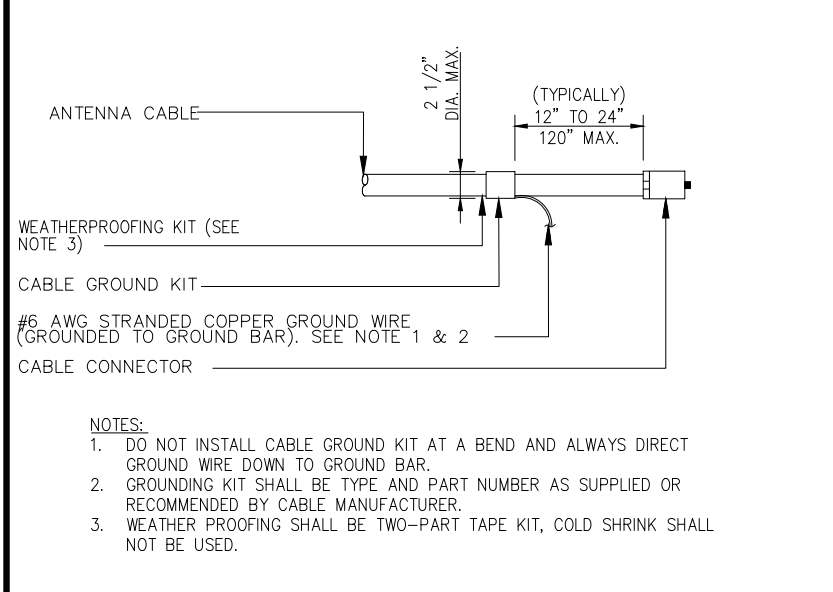 2 1/2"
DIA. MAX.
(TYPICALLY)
12" TO 24"
120" MAX.
ANTENNA CABLE
WEATHERPROOFING KIT (SEE
NOTE 3)
CABLE GROUND KIT
#6 AWG STRANDED COPPER GROUND WIRE
(GROUNDED TO GROUND BAR). SEE NOTE 1 & 2
CABLE CONNECTOR
NOTES:
1. DO NOT INSTALL CABLE GROUND KIT AT A BEND AND ALWAYS DIRECT
GROUND WIRE DOWN TO GROUND BAR.
2. GROUNDING KIT SHALL BE TYPE AND PART NUMBER AS SUPPLIED OR
RECOMMENDED BY CABLE MANUFACTURER.
3. WEATHER PROOFING SHALL BE TWO-PART TAPE KIT, COLD SHRINK SHALL
NOT BE USED.